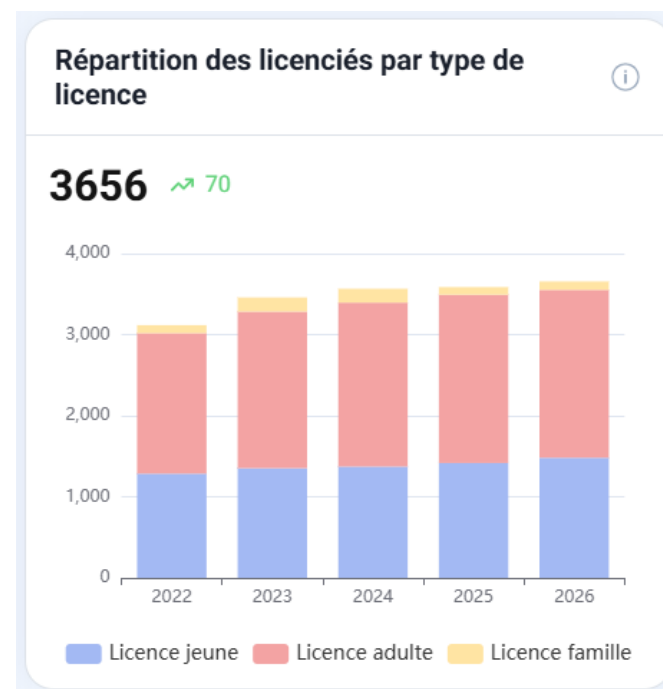 Répartition des licenciés par type de
licence
3656 70
4,000
3,000
2,000
1,000
0
2022 2023 2024 2025 2026
Licence jeune Licence adulte Licence famille